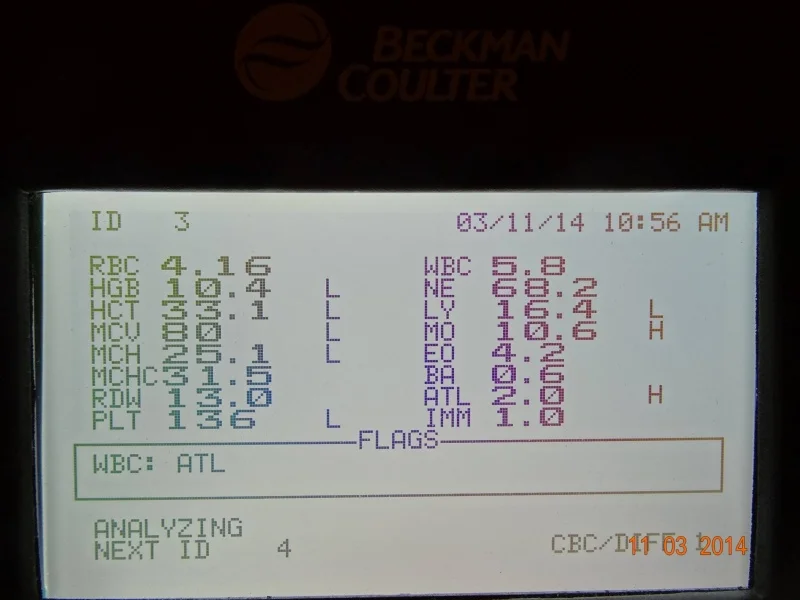 BECKMAN
COULTER
ID 3 03/11/14 10:56 AM
RBC 4.16 WBC 5.8
HGB 10.4 L NE 68.2
HCT 33.1 L LY 16.4 L
MCV 80 L MO 10.6 H
MCH 25.1 L EO 4.2
MCHC 31.5 BA 0.6
RDW 13.0 ATL 2.0 H
PLT 136 L IMM 1.0
FLAGS
WBC: ATL
ANALYZING
NEXT ID 4 CBC/DIFF 1
11 03 2014